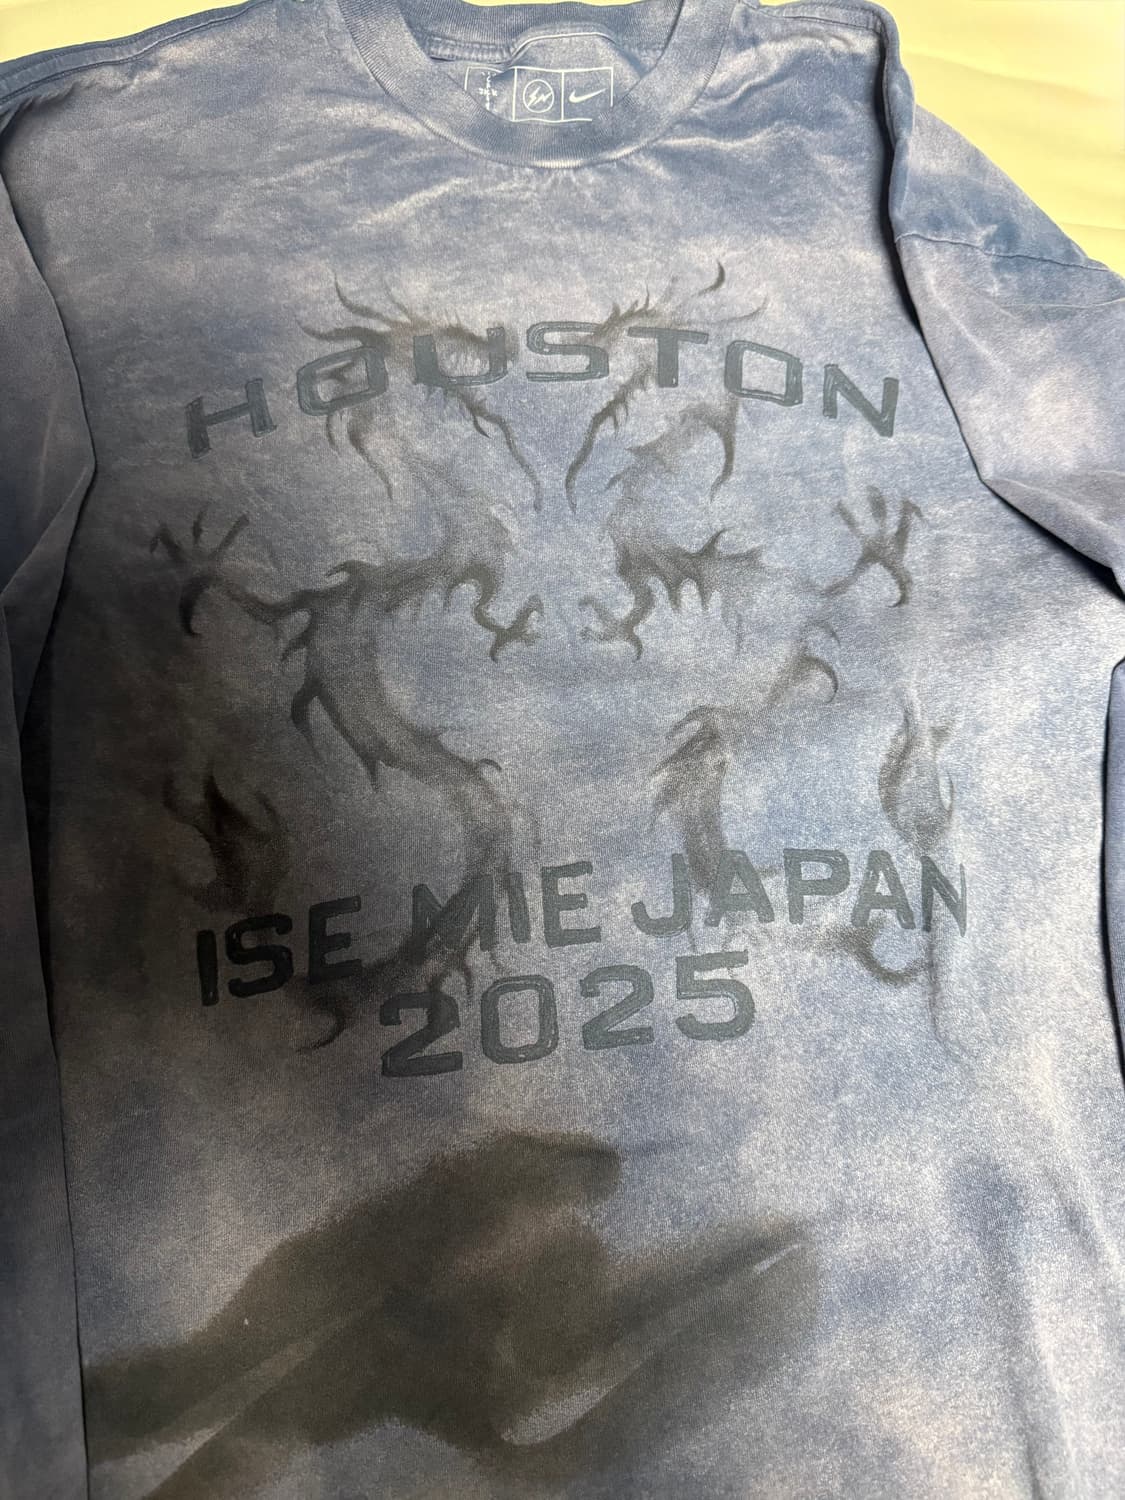 HOUSTON
ISE MIE JAPAN
2025